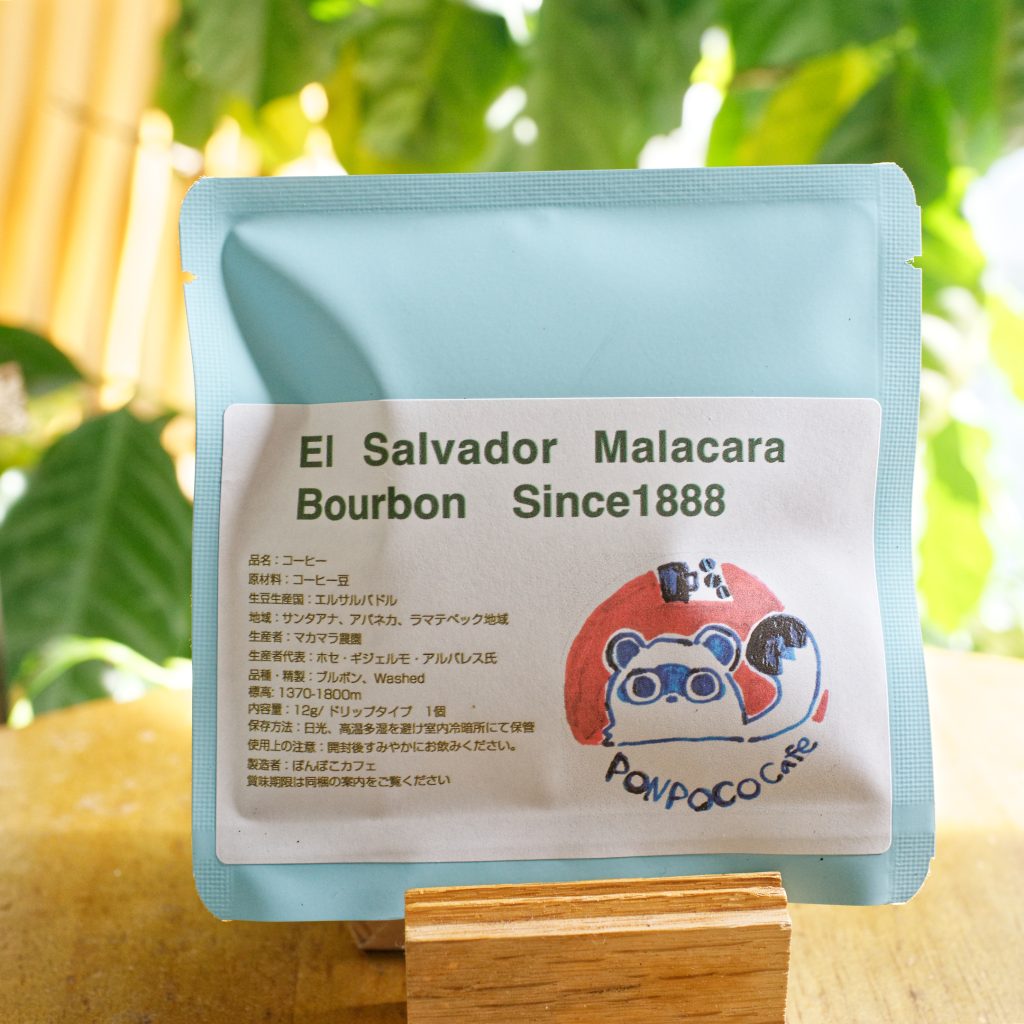 El Salvador Malacara
Bourbon Since1888
品名：コーヒー
原材料：コーヒー豆
生豆生産国：エルサルバドル
地域：サンタアナ、アパネカ、ラマテペック地域
生産者：マカマラ農園
生産者代表：ホセ・ギジェルモ・アルバレス氏
品種・精製：ブルボン、Washed
標高: 1370-1800m
内容量：12g/ ドリップタイプ 1個
保存方法：日光、高温多湿を避け室内冷暗所にて保管
使用上の注意：開封後すみやかにお飲みください。
製造者：ぽんぽこカフェ
賞味期限は同梱の案内をご覧ください
PONPOCO Cafe